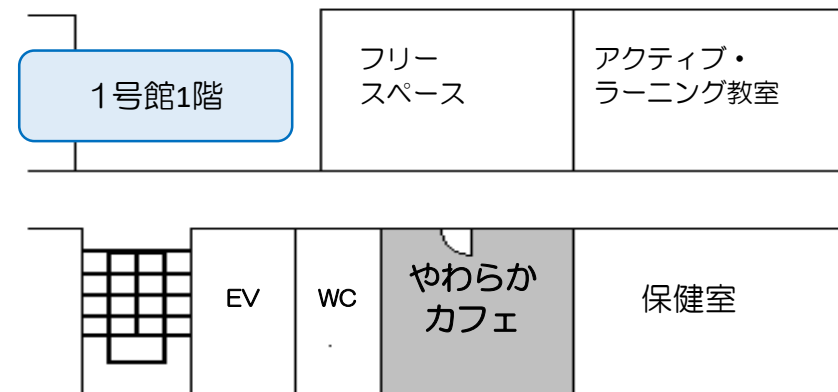 １号館1階
フリー
スペース
アクティブ・
ラーニング教室
EV
WC
やわらか
カフェ
保健室